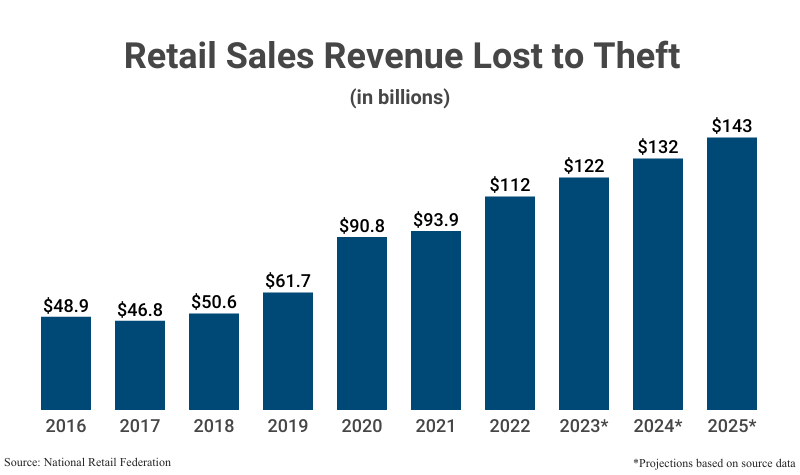 Retail Sales Revenue Lost to Theft
(in billions)
$48.9
$46.8
$50.6
$61.7
$90.8
$93.9
$112
$122
$132
$143
2016 2017 2018 2019 2020 2021 2022 2023* 2024* 2025*
Source: National Retail Federation
*Projections based on source data